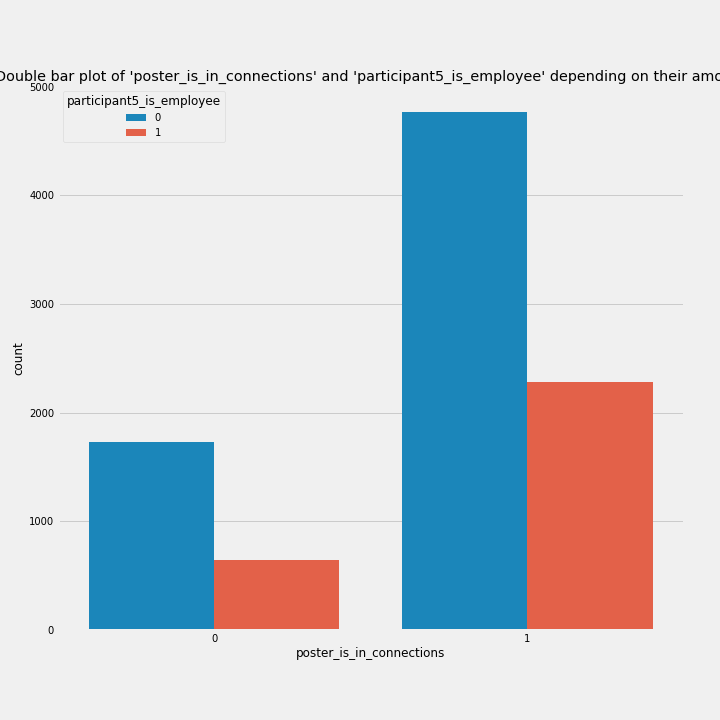 Double bar plot of 'poster_is_in_connections' and 'participant5_is_employee' depending on their
5000
participant5_is_employee
0
1
4000
3000
count
2000
1000
0
0 1
poster_is_in_connections